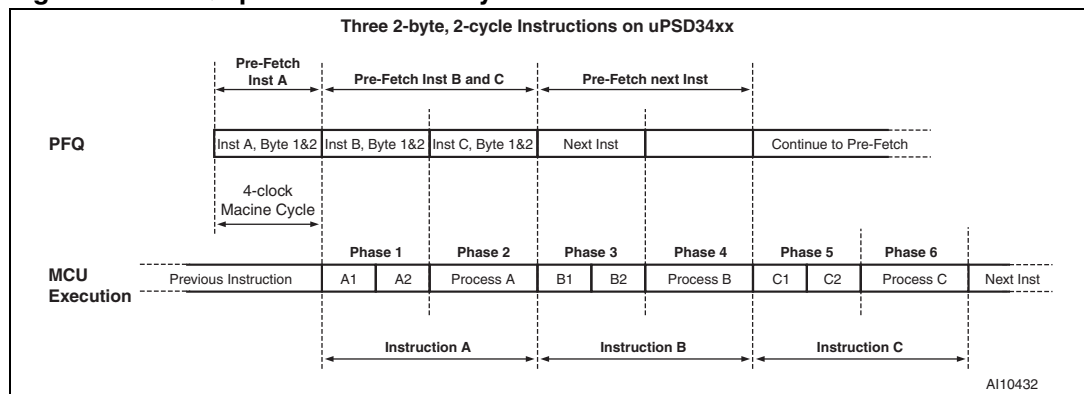 Three 2-byte, 2-cycle Instructions on uPSD34xx
Pre-Fetch
Inst A
Pre-Fetch Inst B and C
Pre-Fetch next Inst
PFQ
Inst A, Byte 1&2
Inst B, Byte 1&2
Inst C, Byte 1&2
Next Inst
Continue to Pre-Fetch
4-clock
Macine Cycle
Phase 1
Phase 2
Phase 3
Phase 4
Phase 5
Phase 6
MCU
Execution
Previous Instruction
A1
A2
Process A
B1
B2
Process B
C1
C2
Process C
Next Inst
Instruction A
Instruction B
Instruction C
AI10432